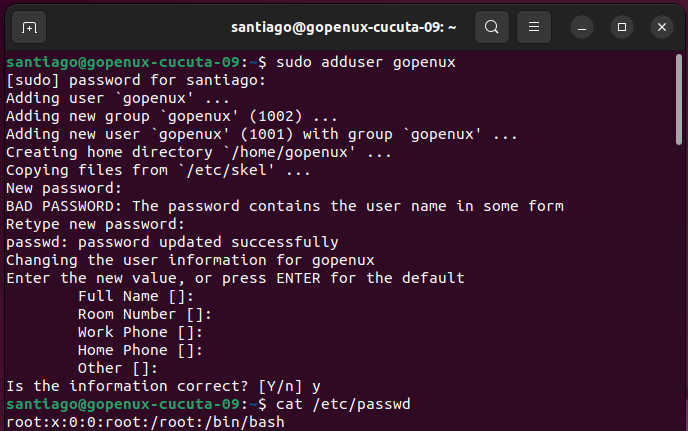 santiago@gopenux-cucuta-09: ~
santiago@gopenux-cucuta-09:~$ sudo adduser gopenux
[sudo] password for santiago:
Adding user `gopenux' ...
Adding new group `gopenux' (1002) ...
Adding new user `gopenux' (1001) with group `gopenux' ...
Creating home directory `/home/gopenux' ...
Copying files from `/etc/skel' ...
New password:
BAD PASSWORD: The password contains the user name in some form
Retype new password:
passwd: password updated successfully
Changing the user information for gopenux
Enter the new value, or press ENTER for the default
Full Name []:
Room Number []:
Work Phone []:
Home Phone []:
Other []:
Is the information correct? [Y/n] y
santiago@gopenux-cucuta-09:~$ cat /etc/passwd
root:x:0:0:root:/root:/bin/bash